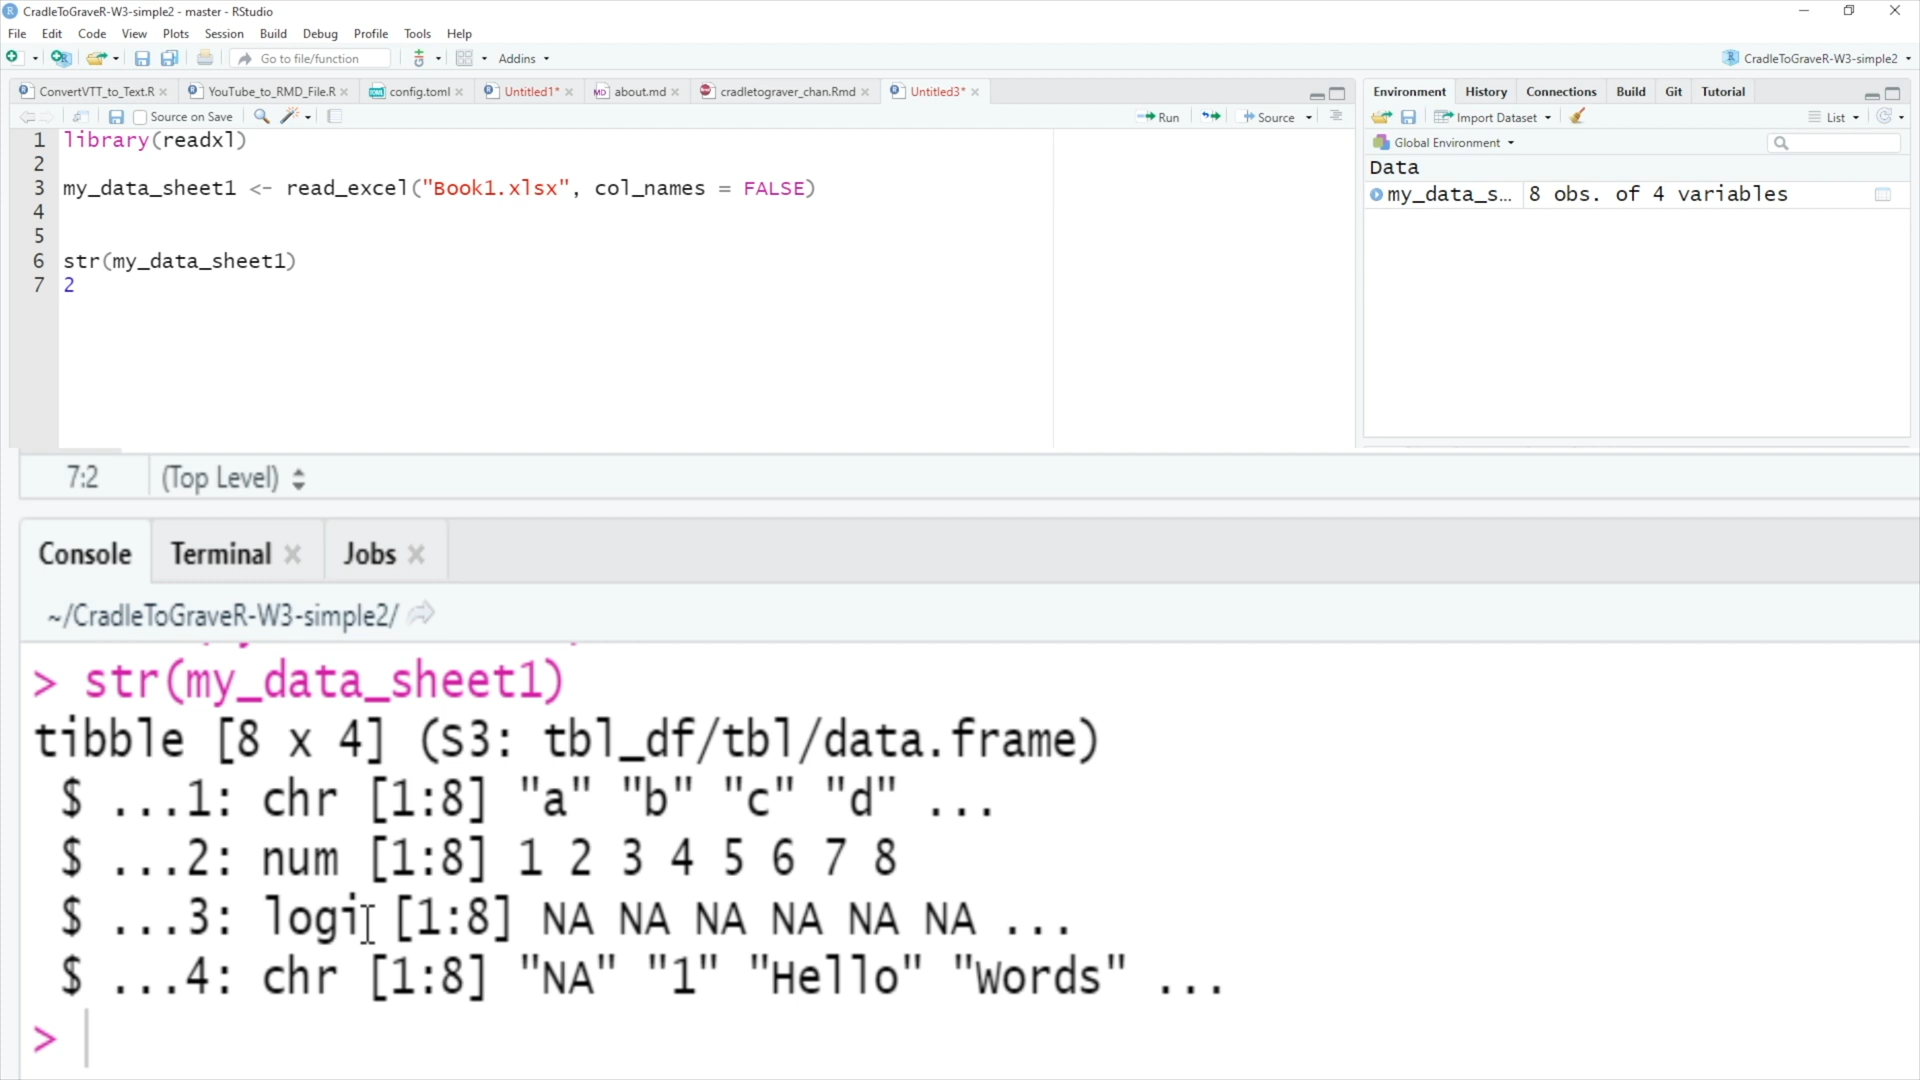 CradleToGraveR-W3-simple2 - master - RStudio
File Edit Code View Plots Session Build Debug Profile Tools Help
Go to file/function Addins CradleToGraveR-W3-simple2
ConvertVTT_to_Text.R YouTube_to_RMD_File.R config.toml Untitled1* about.md cradletograver_chan.Rmd Untitled3*
Source on Save Run Source
1 library(readxl)
2
3 my_data_sheet1 <- read_excel("Book1.xlsx", col_names = FALSE)
4
5
6 str(my_data_sheet1)
7 2
Environment History Connections Build Git Tutorial
Import Dataset List
Global Environment
Data
my_data_s... 8 obs. of 4 variables
7:2 (Top Level)
Console Terminal Jobs
~/CradleToGraveR-W3-simple2/
> str(my_data_sheet1)
tibble [8 x 4] (S3: tbl_df/tbl/data.frame)
$ ...1: chr [1:8] "a" "b" "c" "d" ...
$ ...2: num [1:8] 1 2 3 4 5 6 7 8
$ ...3: logi [1:8] NA NA NA NA NA NA ...
$ ...4: chr [1:8] "NA" "1" "Hello" "Words" ...
>